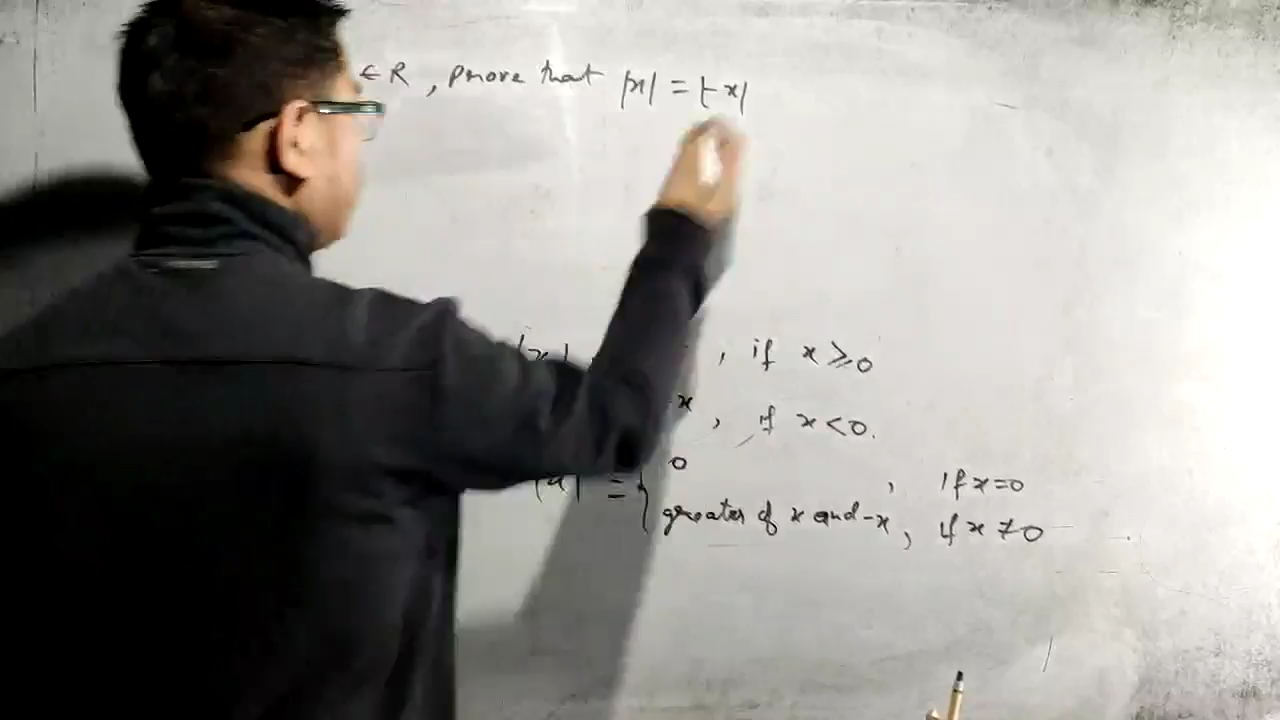 ∈ R , prove that |x| = |-x|
|x| , if x ⩾ 0
x , if x < 0.
|x| = { 0 , if x = 0
greater of x and -x , if x ≠ 0